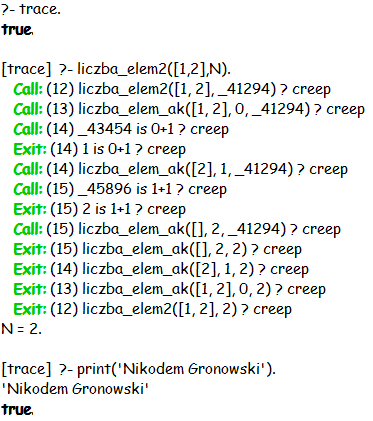 ?- trace.
true.
[trace]  ?- liczba_elem2([1,2],N).
Call: (12) liczba_elem2([1, 2], _41294) ? creep
Call: (13) liczba_elem_ak([1, 2], 0, _41294) ? creep
Call: (14) _43454 is 0+1 ? creep
Exit: (14) 1 is 0+1 ? creep
Call: (14) liczba_elem_ak([2], 1, _41294) ? creep
Call: (15) _45896 is 1+1 ? creep
Exit: (15) 2 is 1+1 ? creep
Call: (15) liczba_elem_ak([], 2, _41294) ? creep
Exit: (15) liczba_elem_ak([], 2, 2) ? creep
Exit: (14) liczba_elem_ak([2], 1, 2) ? creep
Exit: (13) liczba_elem_ak([1, 2], 0, 2) ? creep
Exit: (12) liczba_elem2([1, 2], 2) ? creep
N = 2.
[trace]  ?- print('Nikodem Gronowski').
'Nikodem Gronowski'
true.